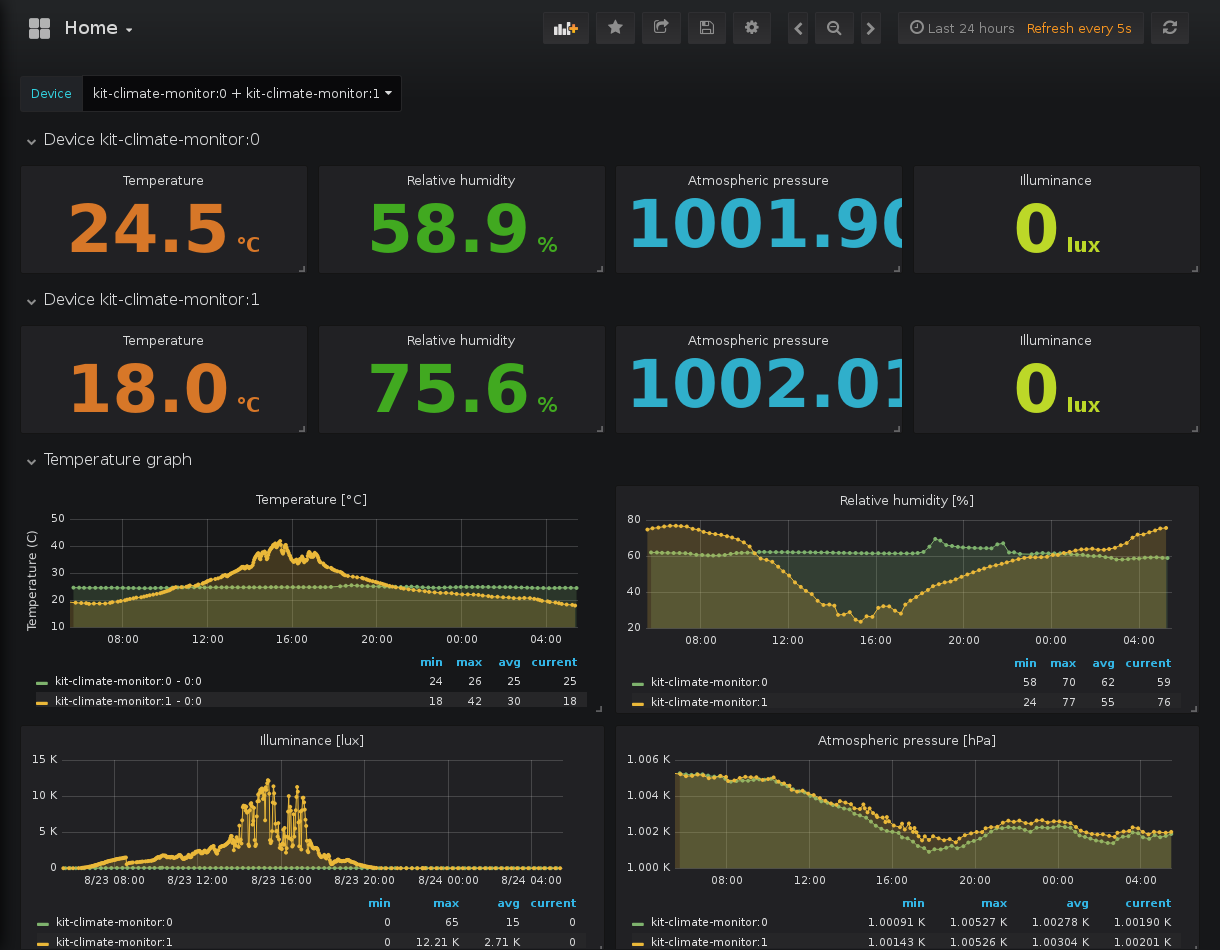 Home
Last 24 hours Refresh every 5s
Device kit-climate-monitor:0 + kit-climate-monitor:1
Device kit-climate-monitor:0
Temperature Relative humidity Atmospheric pressure Illuminance
24.5 °C 58.9 % 1001.90 0 lux
Device kit-climate-monitor:1
Temperature Relative humidity Atmospheric pressure Illuminance
18.0 °C 75.6 % 1002.01 0 lux
Temperature graph
Temperature [°C]
Temperature (C)
50
40
30
20
10
08:00 12:00 16:00 20:00 00:00 04:00
min max avg current
kit-climate-monitor:0 - 0:0 24 26 25 25
kit-climate-monitor:1 - 0:0 18 42 30 18
Relative humidity [%]
80
60
40
20
08:00 12:00 16:00 20:00 00:00 04:00
min max avg current
kit-climate-monitor:0 58 70 62 59
kit-climate-monitor:1 24 77 55 76
Illuminance [lux]
15 K
10 K
5 K
0
8/23 08:00 8/23 12:00 8/23 16:00 8/23 20:00 8/24 00:00 8/24 04:00
min max avg current
kit-climate-monitor:0 0 65 15 0
kit-climate-monitor:1 0 12.21 K 2.71 K 0
Atmospheric pressure [hPa]
1.006 K
1.004 K
1.002 K
1.000 K
08:00 12:00 16:00 20:00 00:00 04:00
min max avg current
kit-climate-monitor:0 1.00091 K 1.00527 K 1.00278 K 1.00190 K
kit-climate-monitor:1 1.00143 K 1.00526 K 1.00304 K 1.00201 K